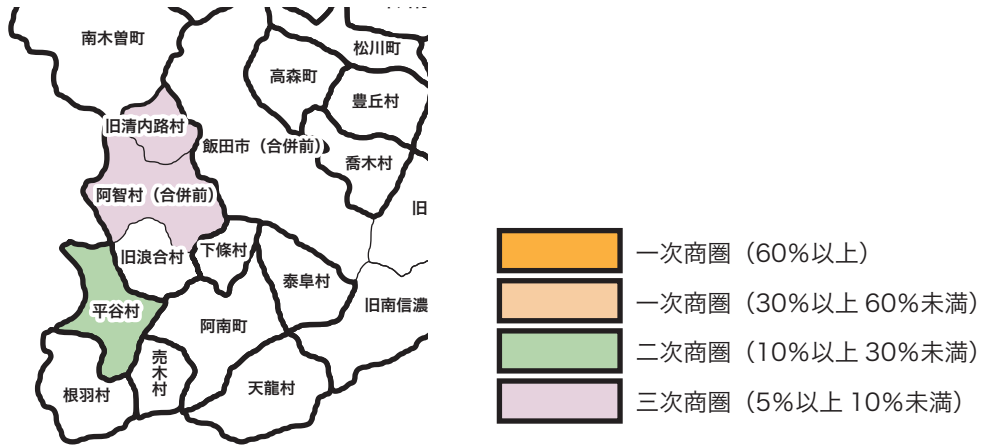 南木曽町
松川町
高森町
豊丘村
旧清内路村
飯田市（合併前）
喬木村
阿智村（合併前）
旧
旧浪合村
下條村
泰阜村
平谷村
旧南信濃
阿南町
売木村
根羽村
天龍村
一次商圏（60%以上）
一次商圏（30%以上 60%未満）
二次商圏（10%以上 30%未満）
三次商圏（5%以上 10%未満）